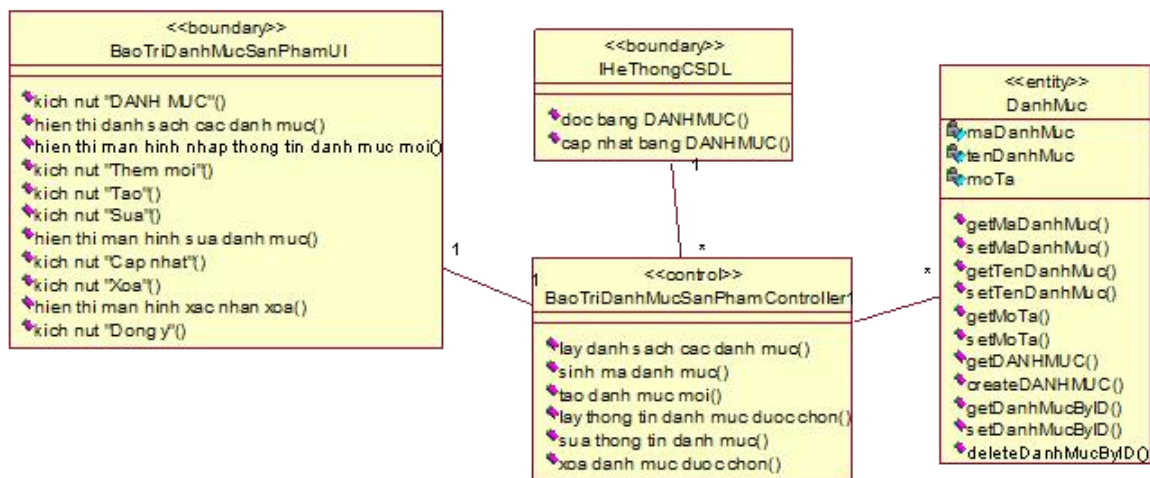 <<boundary>>
BaoTriDanhMucSanPhamUI
kich nut "DANH MUC"()
hien thi danh sach cac danh muc()
hien thi man hinh nhap thong tin danh muc moi()
kich nut "Them moi"()
kich nut "Tao"()
kich nut "Sua"()
hien thi man hinh sua danh muc()
kich nut "Cap nhat"()
kich nut "Xoa"()
hien thi man hinh xac nhan xoa()
kich nut "Dong y"()
<<boundary>>
IHeThongCSDL
doc bang DANHMUC()
cap nhat bang DANHMUC()
1
*
1
1
<<control>>
BaoTriDanhMucSanPhamController
1
lay danh sach cac danh muc()
sinh ma danh muc()
tao danh muc moi()
lay thong tin danh muc duoc chon()
sua thong tin danh muc()
xoa danh muc duoc chon()
*
<<entity>>
DanhMuc
maDanhMuc
tenDanhMuc
moTa
getMaDanhMuc()
setMaDanhMuc()
getTenDanhMuc()
setTenDanhMuc()
getMoTa()
setMoTa()
getDANHMUC()
createDANHMUC()
getDanhMucByID()
setDanhMucByID()
deleteDanhMucByID()